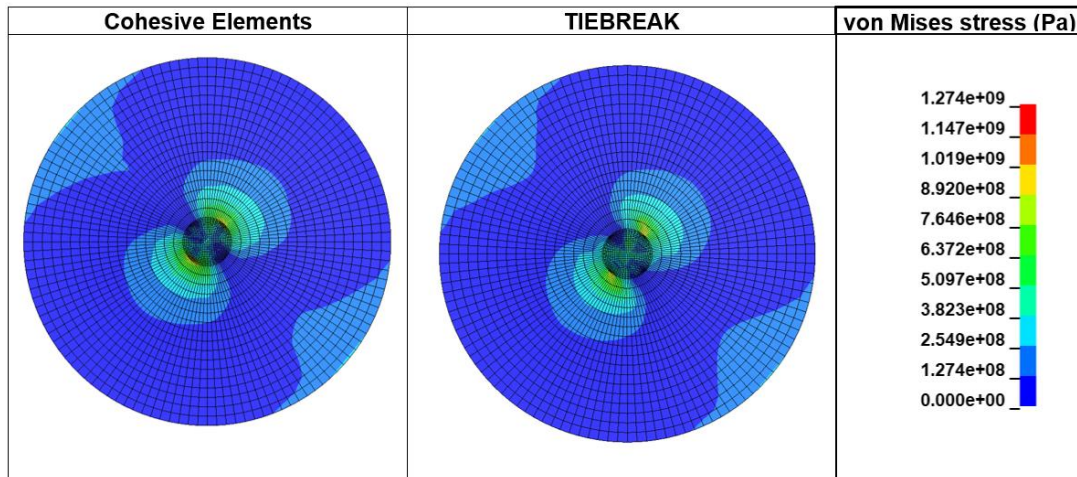 Cohesive Elements
TIEBREAK
von Mises stress (Pa)
1.274e+09
1.147e+09
1.019e+09
8.920e+08
7.646e+08
6.372e+08
5.097e+08
3.823e+08
2.549e+08
1.274e+08
0.000e+00